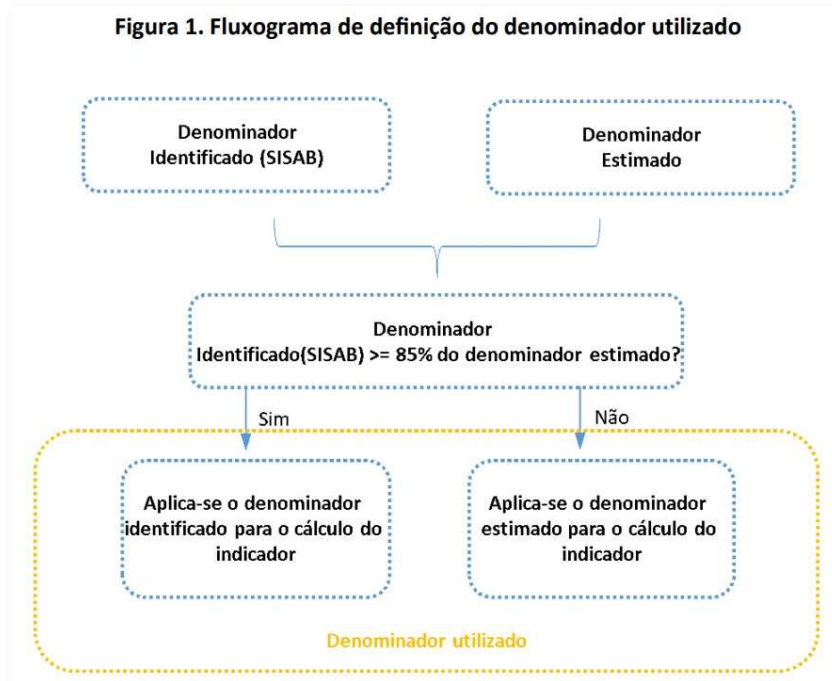 Figura 1. Fluxograma de definição do denominador utilizado
Denominador
Identificado (SISAB)
Denominador
Estimado
Denominador
Identificado(SISAB) >= 85% do denominador estimado?
Sim
Não
Aplica-se o denominador
identificado para o cálculo do
indicador
Aplica-se o denominador
estimado para o cálculo do
indicador
Denominador utilizado